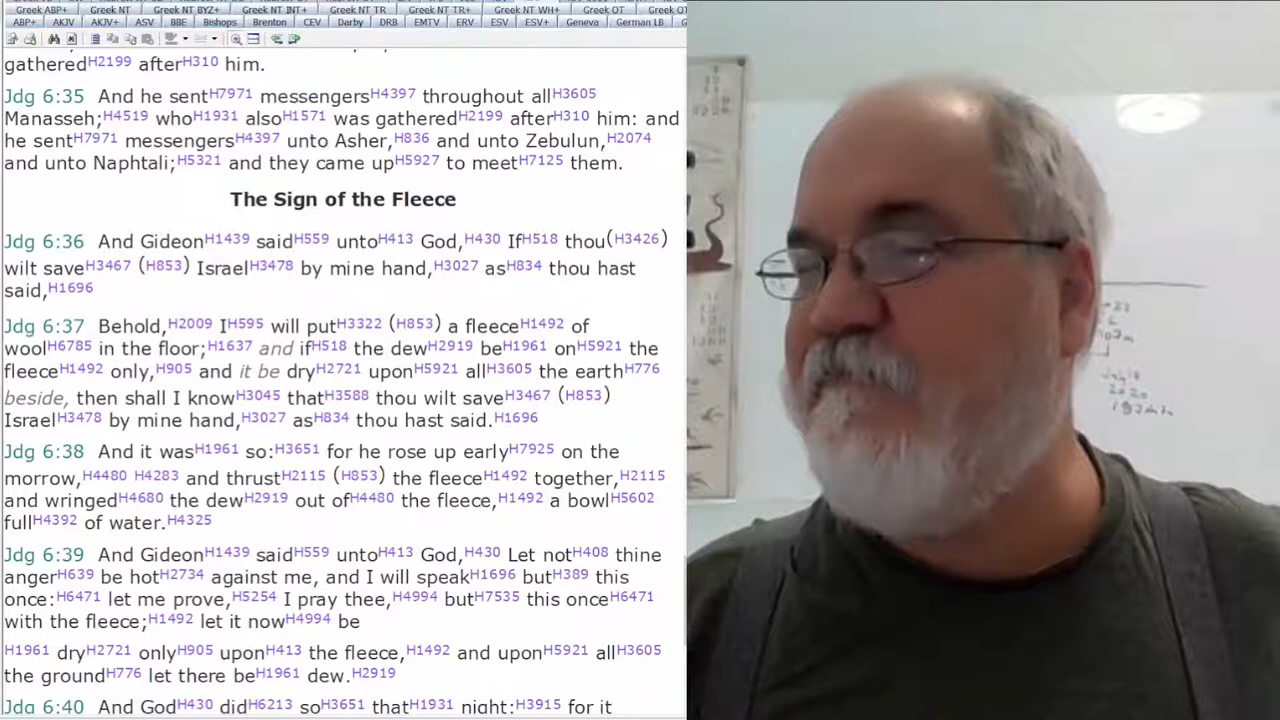 Greek ABP+ Greek NT Greek NT BYZ+ Greek NT INT+ Greek NT TR Greek NT TR+ Greek NT WH+ Greek OT
ABP+ AKJV AKJV+ ASV BBE Bishops Brenton CEV Darby DRB EMTV ERV ESV ESV+ Geneva German LB
gatheredH2199 afterH310 him.
Jdg 6:35 And he sentH7971 messengersH4397 throughout allH3605
Manasseh;H4519 whoH1931 alsoH1571 was gatheredH2199 afterH310 him: and
he sentH7971 messengersH4397 unto Asher,H836 and unto Zebulun,H2074
and unto Naphtali;H5321 and they came upH5927 to meetH7125 them.
The Sign of the Fleece
Jdg 6:36 And GideonH1439 saidH559 untoH413 God,H430 IfH518 thou(H3426)
wilt saveH3467 (H853) IsraelH3478 by mine hand,H3027 asH834 thou hast
said,H1696
Jdg 6:37 Behold,H2009 IH595 will putH3322 (H853) a fleeceH1492 of
woolH6785 in the floor;H1637 and ifH518 the dewH2919 beH1961 onH5921 the
fleeceH1492 only,H905 and it be dryH2721 uponH5921 allH3605 the earthH776
beside, then shall I knowH3045 thatH3588 thou wilt saveH3467 (H853)
IsraelH3478 by mine hand,H3027 asH834 thou hast said.H1696
Jdg 6:38 And it wasH1961 so:H3651 for he rose up earlyH7925 on the
morrow,H4480 H4283 and thrustH2115 (H853) the fleeceH1492 together,H2115
and wringedH4680 the dewH2919 out ofH4480 the fleece,H1492 a bowlH5602
fullH4392 of water.H4325
Jdg 6:39 And GideonH1439 saidH559 untoH413 God,H430 Let notH408 thine
angerH639 be hotH2734 against me, and I will speakH1696 butH389 this
once:H6471 let me prove,H5254 I pray thee,H4994 butH7535 this onceH6471
with the fleece;H1492 let it nowH4994 be
H1961 dryH2721 onlyH905 uponH413 the fleece,H1492 and uponH5921 allH3605
the groundH776 let there beH1961 dew.H2919
Jdg 6:40 And GodH430 didH6213 soH3651 thatH1931 night:H3915 for it